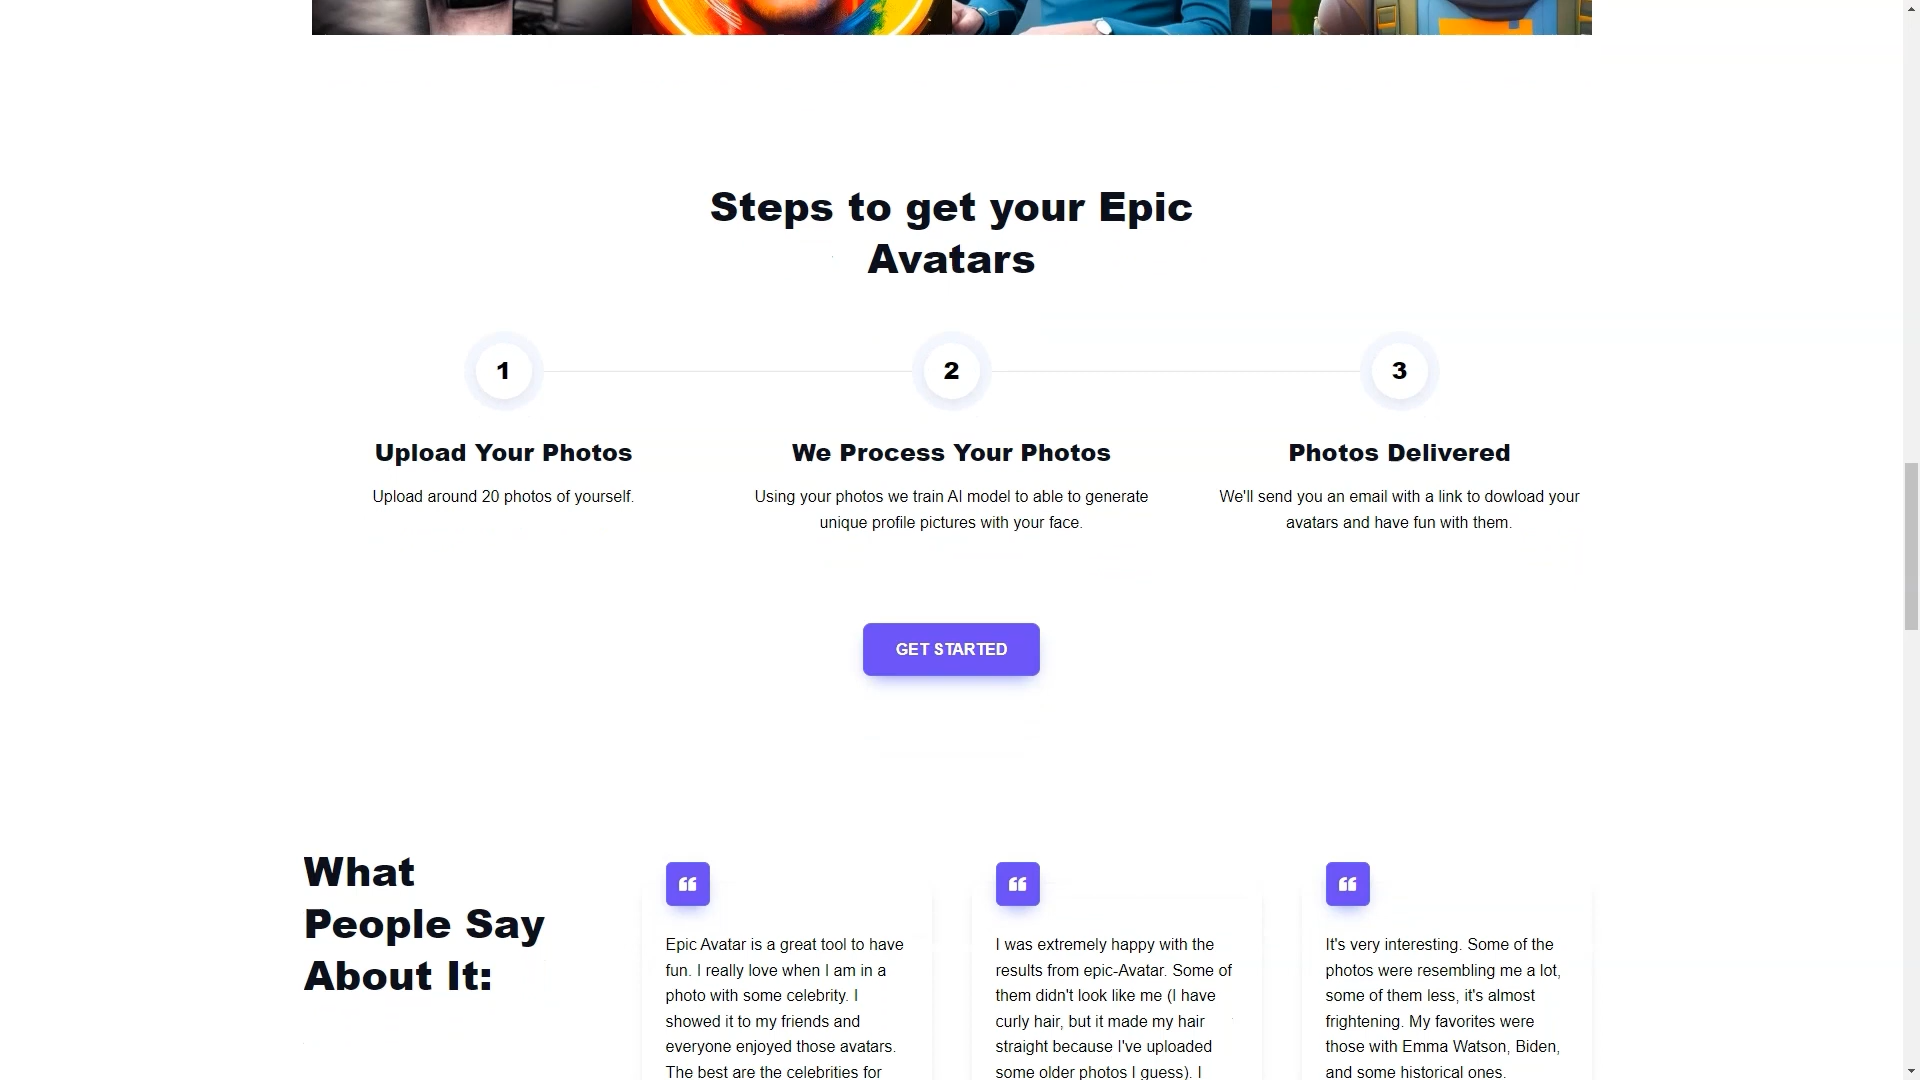 Steps to get your Epic
Avatars
1
2
3
Upload Your Photos
Upload around 20 photos of yourself.
We Process Your Photos
Using your photos we train AI model to able to generate
unique profile pictures with your face.
Photos Delivered
We'll send you an email with a link to dowload your
avatars and have fun with them.
GET STARTED
What
People Say
About It:
Epic Avatar is a great tool to have
fun. I really love when I am in a
photo with some celebrity. I
showed it to my friends and
everyone enjoyed those avatars.
The best are the celebrities for
I was extremely happy with the
results from epic-Avatar. Some of
them didn't look like me (I have
curly hair, but it made my hair
straight because I've uploaded
some older photos I guess). I
It's very interesting. Some of the
photos were resembling me a lot,
some of them less, it's almost
frightening. My favorites were
those with Emma Watson, Biden,
and some historical ones.